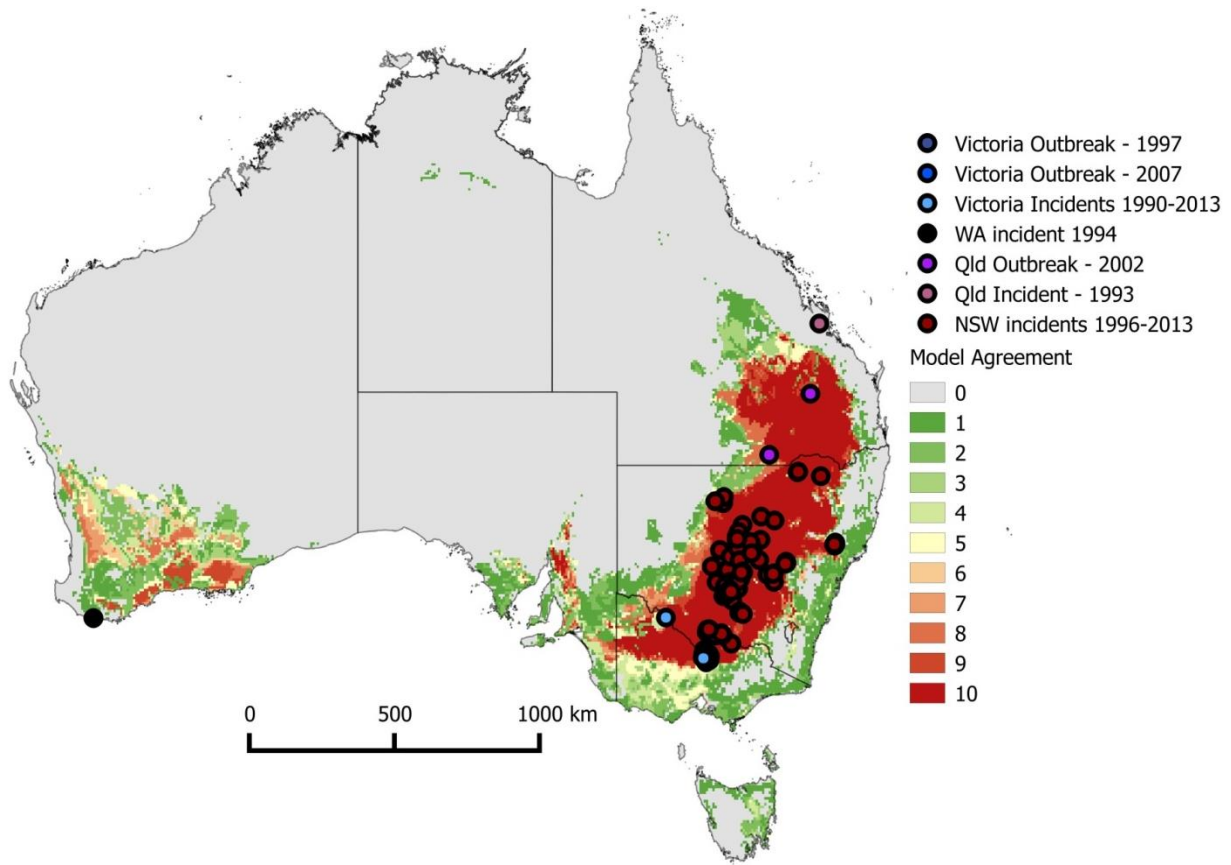 Victoria Outbreak - 1997
Victoria Outbreak - 2007
Victoria Incidents 1990-2013
WA incident 1994
Qld Outbreak - 2002
Qld Incident - 1993
NSW incidents 1996-2013
Model Agreement
0
1
2
3
4
5
6
7
8
9
10
0 500 1000 km